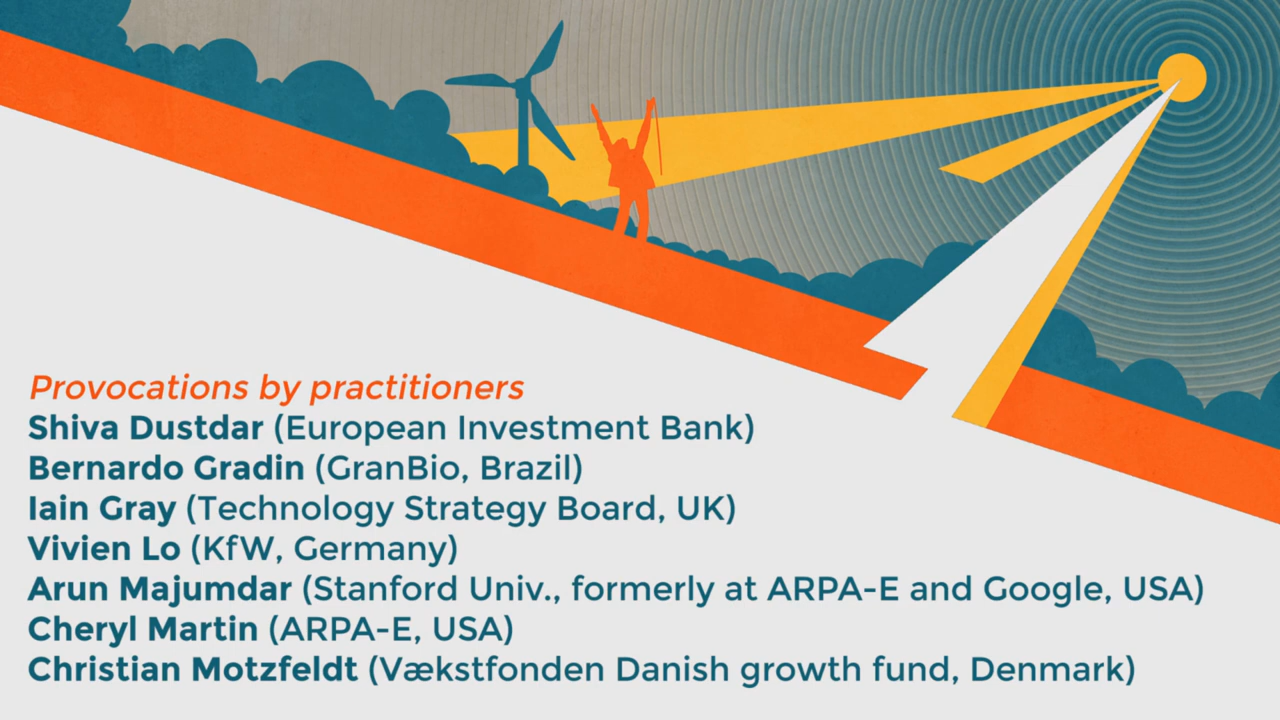 Provocations by practitioners
Shiva Dustdar (European Investment Bank)
Bernardo Gradin (GranBio, Brazil)
Iain Gray (Technology Strategy Board, UK)
Vivien Lo (KfW, Germany)
Arun Majumdar (Stanford Univ., formerly at ARPA-E and Google, USA)
Cheryl Martin (ARPA-E, USA)
Christian Motzfeldt (Vækstfonden Danish growth fund, Denmark)